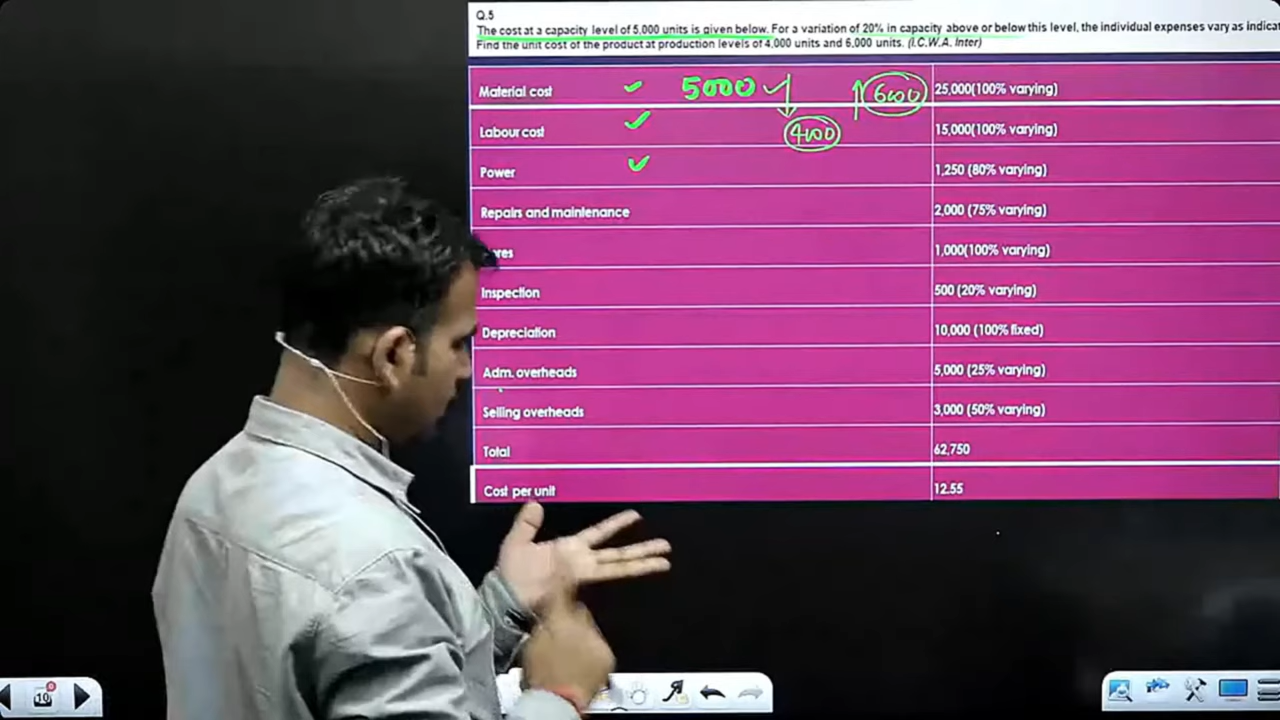 Q.5
The cost at a capacity level of 5,000 units is given below. For a variation of 20% in capacity above or below this level, the individual expenses vary as
Find the unit cost of the product at production levels of 4,000 units and 6,000 units. (I.C.W.A. Inter)
Material cost 5000 6000 25,000(100% varying)
Labour cost 4000 15,000(100% varying)
Power 1,250 (80% varying)
Repairs and maintenance 2,000 (75% varying)
1,000(100% varying)
Inspection 500 (20% varying)
Depreciation 10,000 (100% fixed)
Adm. overheads 5,000 (25% varying)
Selling overheads 3,000 (50% varying)
Total 62,750
Cost per unit 12.55
10